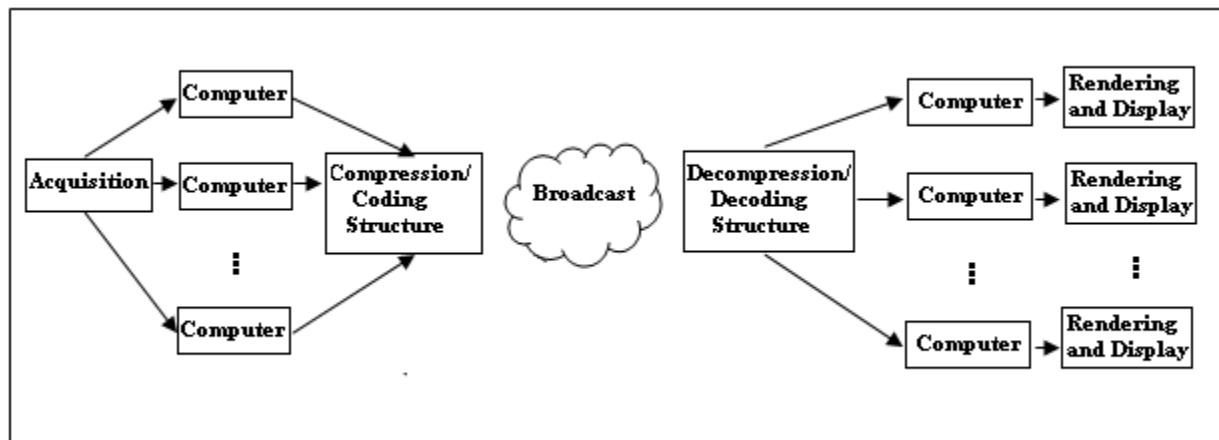 Computer
Acquisition
Computer
Computer
Compression/
Coding
Structure
Broadcast
Decompression/
Decoding
Structure
Computer
Rendering
and Display
Computer
Rendering
and Display
Computer
Rendering
and Display